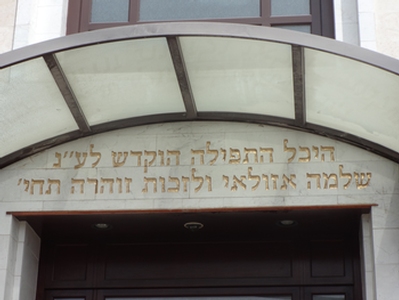 היכל התפילה הוקדש לע"נ
שלמה אזולאי ולזכות זוהרה תחי'